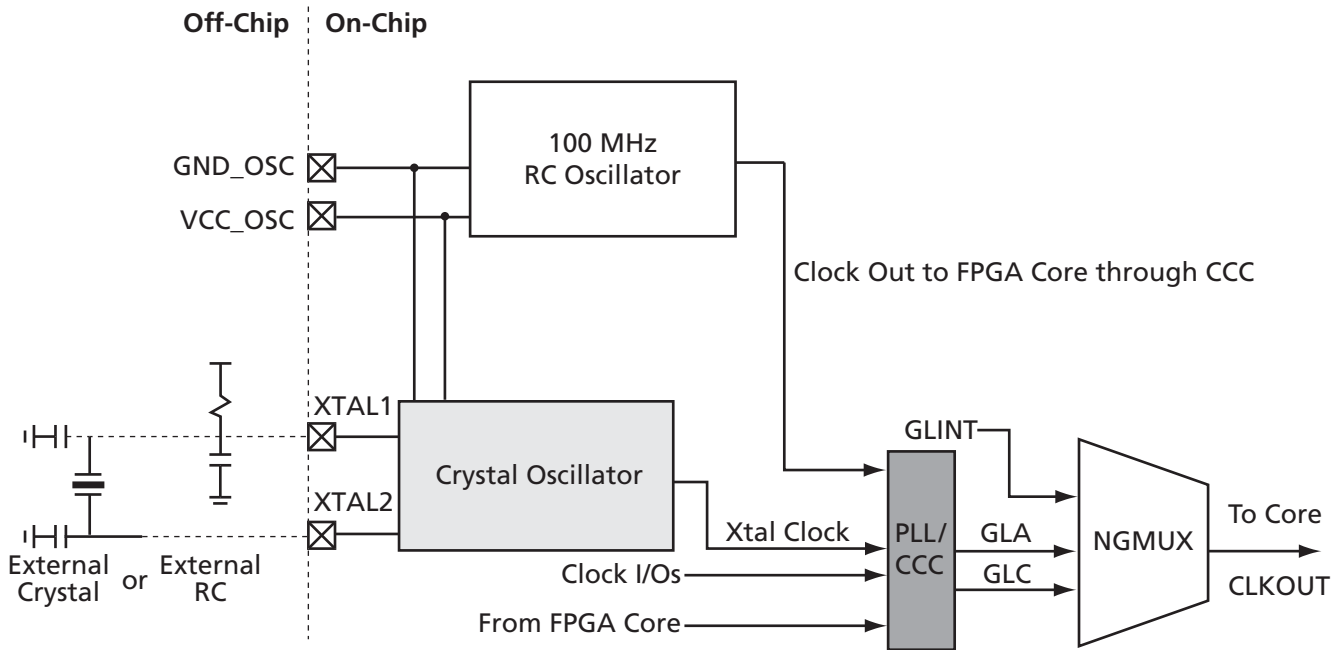 Off-Chip
On-Chip
100 MHz
RC Oscillator
GND_OSC
VCC_OSC
Clock Out to FPGA Core through CCC
XTAL1
GLINT
Crystal Oscillator
XTAL2
Xtal Clock
PLL/
CCC
GLA
NGMUX
To Core
External
Crystal
or
External
RC
Clock I/Os
GLC
CLKOUT
From FPGA Core